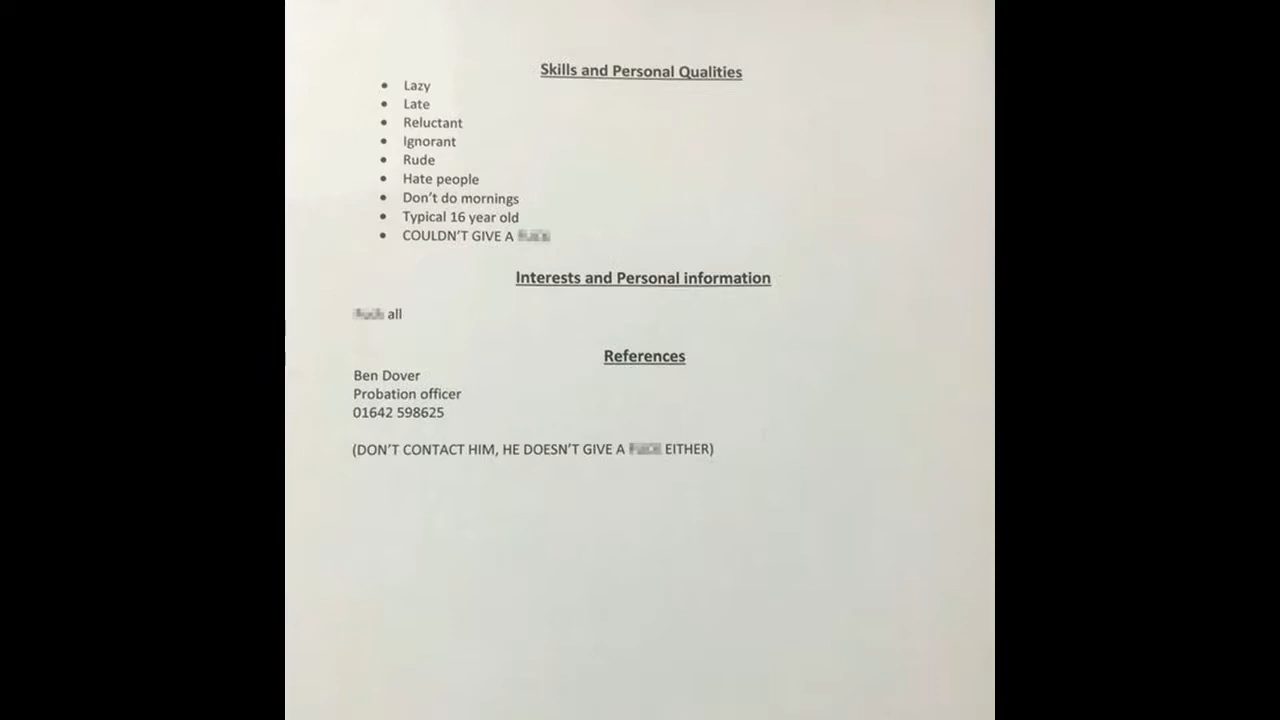 Skills and Personal Qualities
• Lazy
• Late
• Reluctant
• Ignorant
• Rude
• Hate people
• Don't do mornings
• Typical 16 year old
• COULDN'T GIVE A
Interests and Personal information
all
References
Ben Dover
Probation officer
01642 598625
(DON'T CONTACT HIM, HE DOESN'T GIVE A EITHER)